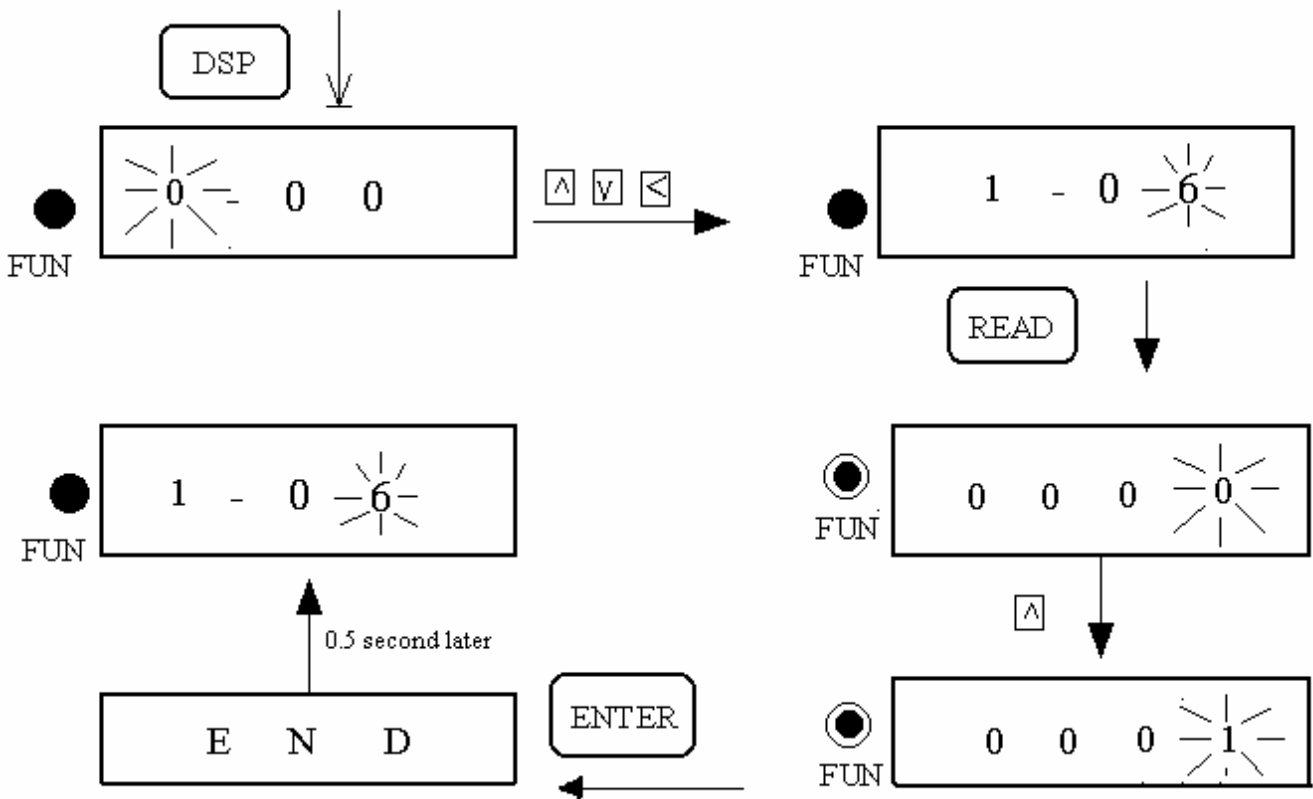 DSP
0 - 0 0
FUN
^ v <
1 - 0 6
FUN
READ
0 0 0 0
FUN
^
0 0 0 1
FUN
ENTER
E N D
0.5 second later
1 - 0 6
FUN